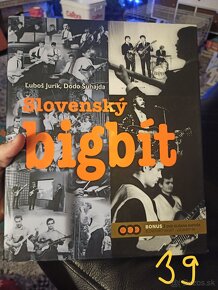 Ľuboš Jurík, Dodo Šuhajda
Slovenský
bigbít
BONUS
39